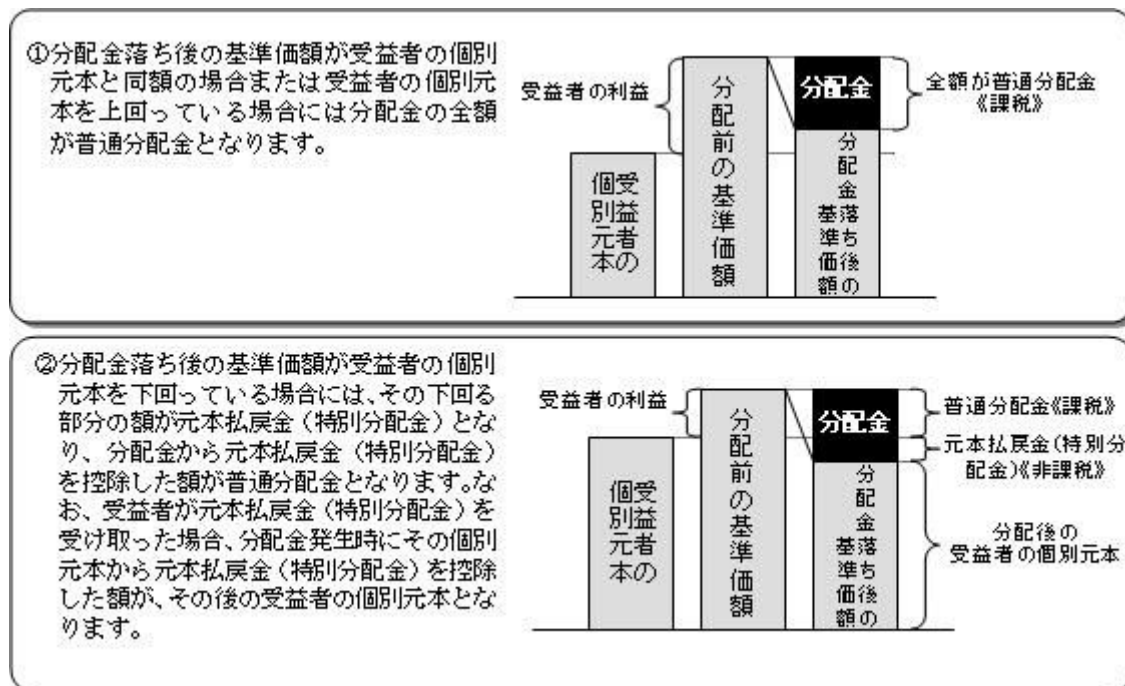 ①分配金落ち後の基準価額が受益者の個別
元本と同額の場合または受益者の個別元
本を上回っている場合には分配金の全額
が普通分配金となります。
受益者の利益
受益者の
個別元本
分配前の基準価額
分配金
分配金落ち後の
基準価額
全額が普通分配金
《課税》
②分配金落ち後の基準価額が受益者の個別
元本を下回っている場合には、その下回る
部分の額が元本払戻金(特別分配金)とな
り、分配金から元本払戻金(特別分配金)
を控除した額が普通分配金となります。な
お、受益者が元本払戻金(特別分配金)を
受け取った場合、分配金発生時にその個別
元本から元本払戻金(特別分配金)を控除
した額が、その後の受益者の個別元本とな
ります。
受益者の利益
受益者の
個別元本
分配前の基準価額
分配金
分配金落ち後の
基準価額
普通分配金《課税》
元本払戻金(特別分
配金)《非課税》
分配後の
受益者の個別元本